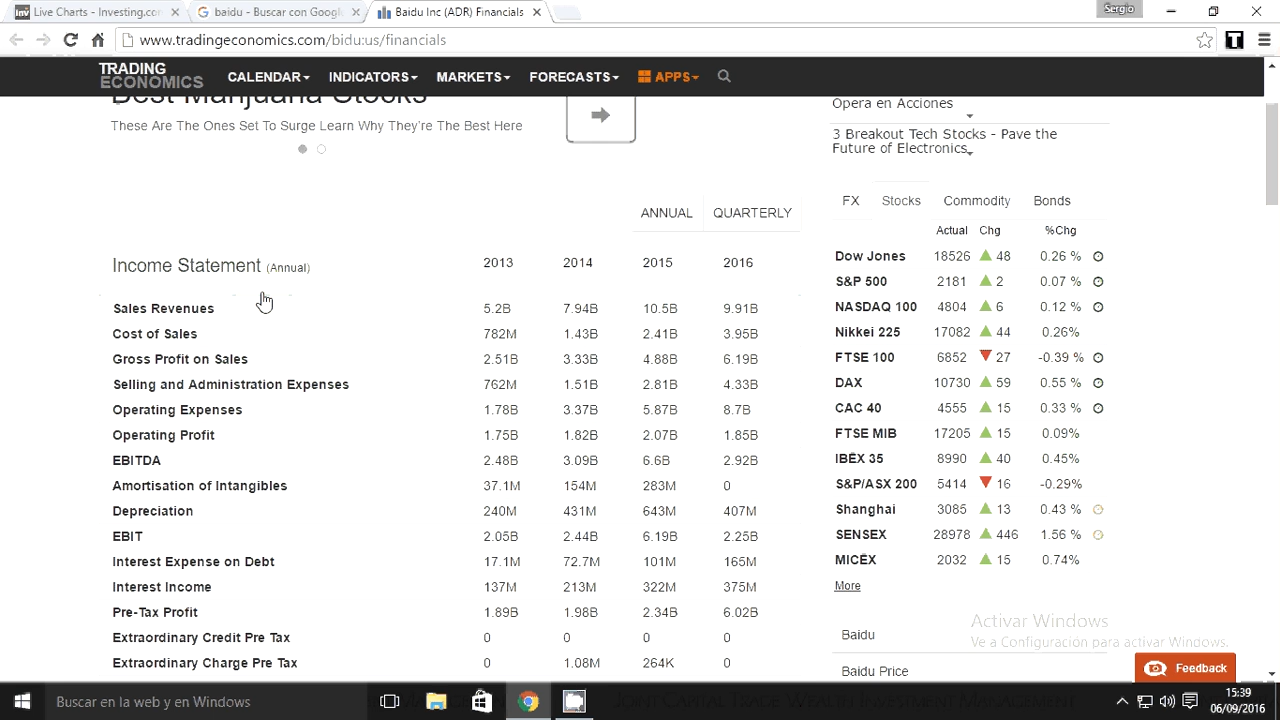 Live Charts - Investing.com
baidu - Buscar con Google
Baidu Inc (ADR) Financials
Sergio
www.tradingeconomics.com/bidu:us/financials
TRADING
ECONOMICS
CALENDAR
INDICATORS
MARKETS
FORECASTS
APPS
Best Marijuana Stocks
These Are The Ones Set To Surge Learn Why They're The Best Here
Opera en Acciones
3 Breakout Tech Stocks - Pave the
Future of Electronics
ANNUAL QUARTERLY
Income Statement (Annual) 2013 2014 2015 2016
Sales Revenues 5.2B 7.94B 10.5B 9.91B
Cost of Sales 782M 1.43B 2.41B 3.95B
Gross Profit on Sales 2.51B 3.33B 4.88B 6.19B
Selling and Administration Expenses 762M 1.51B 2.81B 4.33B
Operating Expenses 1.78B 3.37B 5.87B 8.7B
Operating Profit 1.75B 1.82B 2.07B 1.85B
EBITDA 2.48B 3.09B 6.6B 2.92B
Amortisation of Intangibles 37.1M 154M 283M 0
Depreciation 240M 431M 643M 407M
EBIT 2.05B 2.44B 6.19B 2.25B
Interest Expense on Debt 17.1M 72.7M 101M 165M
Interest Income 137M 213M 322M 375M
Pre-Tax Profit 1.89B 1.98B 2.34B 6.02B
Extraordinary Credit Pre Tax 0 0 0 0
Extraordinary Charge Pre Tax 0 1.08M 264K 0
FX Stocks Commodity Bonds
Actual Chg %Chg
Dow Jones 18526 48 0.26 %
S&P 500 2181 2 0.07 %
NASDAQ 100 4804 6 0.12 %
Nikkei 225 17082 44 0.26%
FTSE 100 6852 27 -0.39 %
DAX 10730 59 0.55 %
CAC 40 4555 15 0.33 %
FTSE MIB 17205 15 0.09%
IBEX 35 8990 40 0.45%
S&P/ASX 200 5414 16 -0.29%
Shanghai 3085 13 0.43 %
SENSEX 28978 446 1.56 %
MICEX 2032 15 0.74%
More
Baidu
Baidu Price
Activar Windows
Ve a Configuración para activar Windows.
Feedback
Buscar en la web y en Windows
JOINT CAPITAL TRADE WEALTH INVESTMENT MANAGEMENT
15:39
06/09/2016